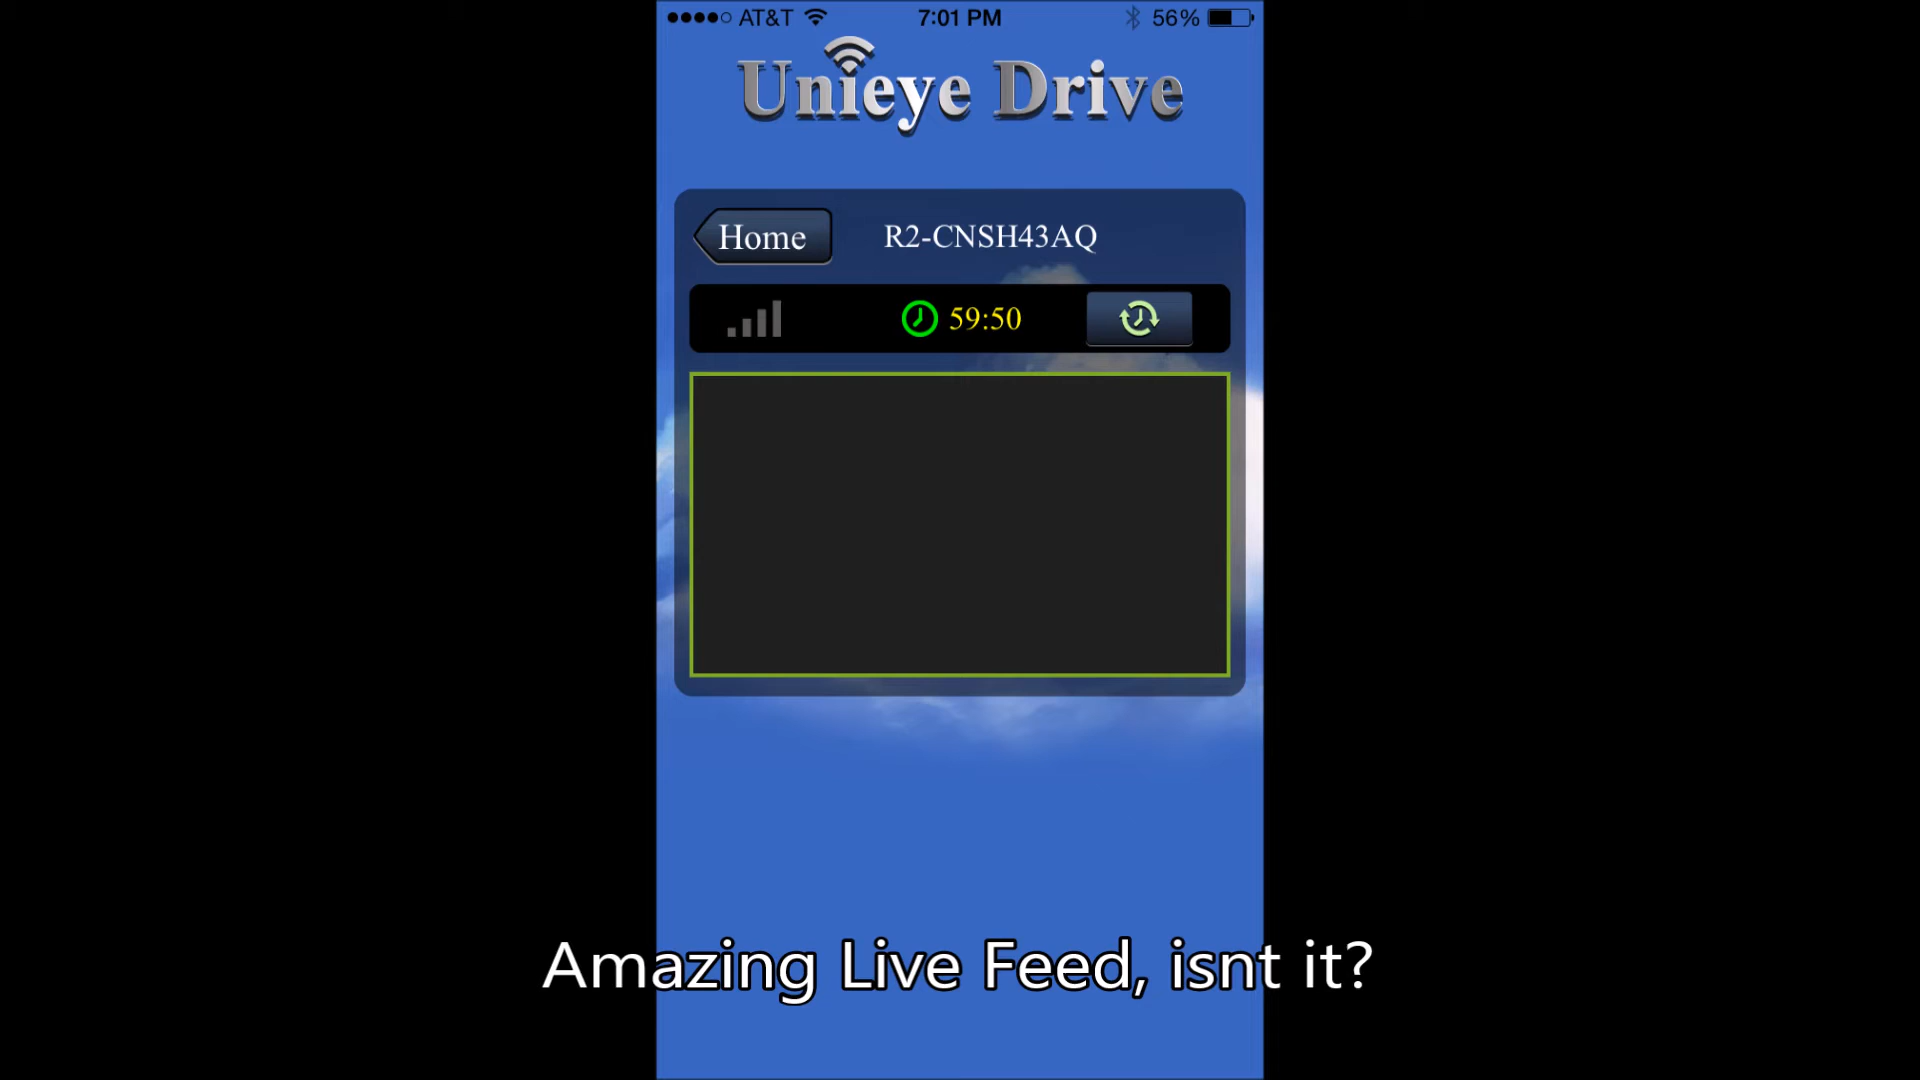 AT&T 7:01 PM 56%
Unieye Drive
Home R2-CNSH43AQ
59:50
Amazing Live Feed, isnt it?